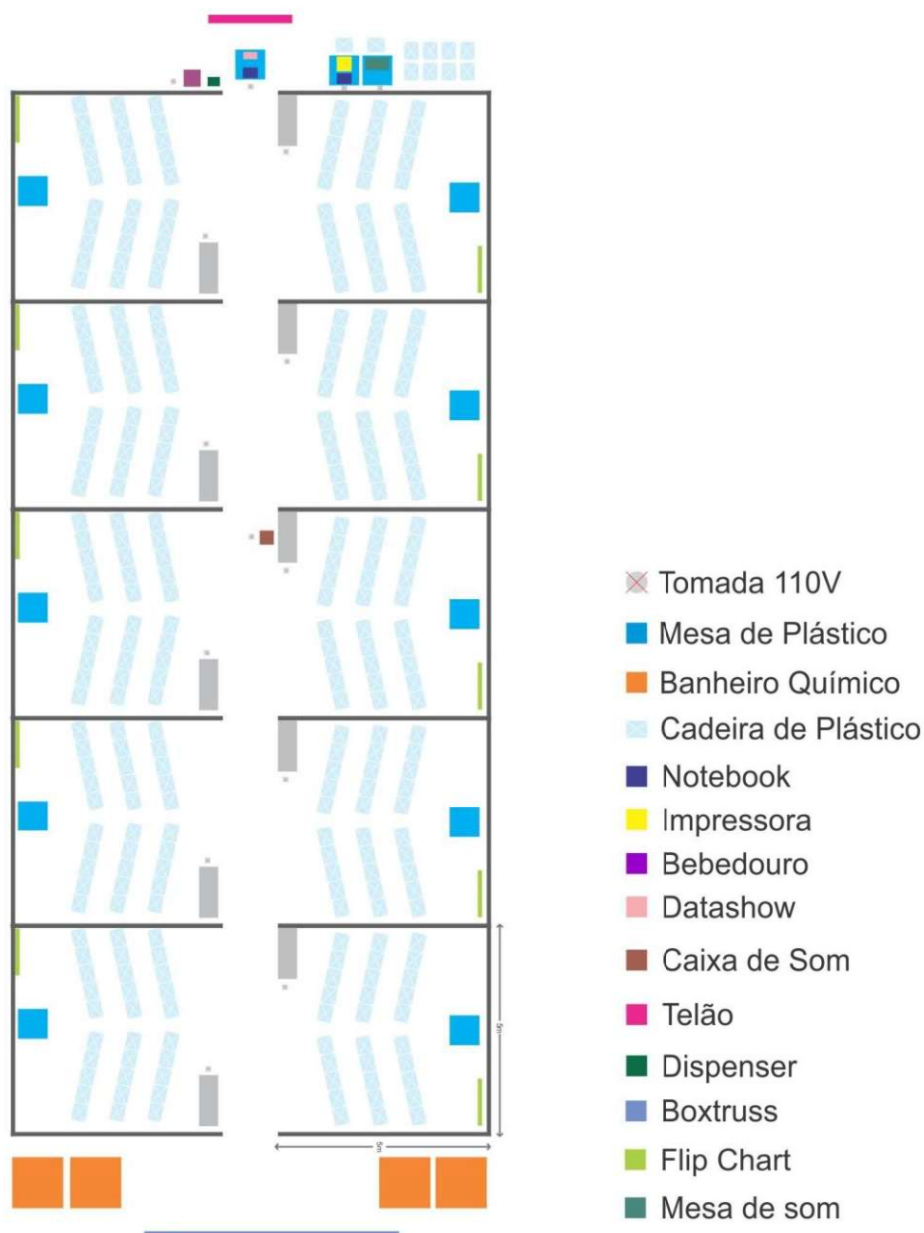 Tomada 110V
Mesa de Plástico
Banheiro Químico
Cadeira de Plástico
Notebook
Impressora
Bebedouro
Datashow
Caixa de Som
Telão
Dispenser
Boxtruss
Flip Chart
Mesa de som
5m
5m